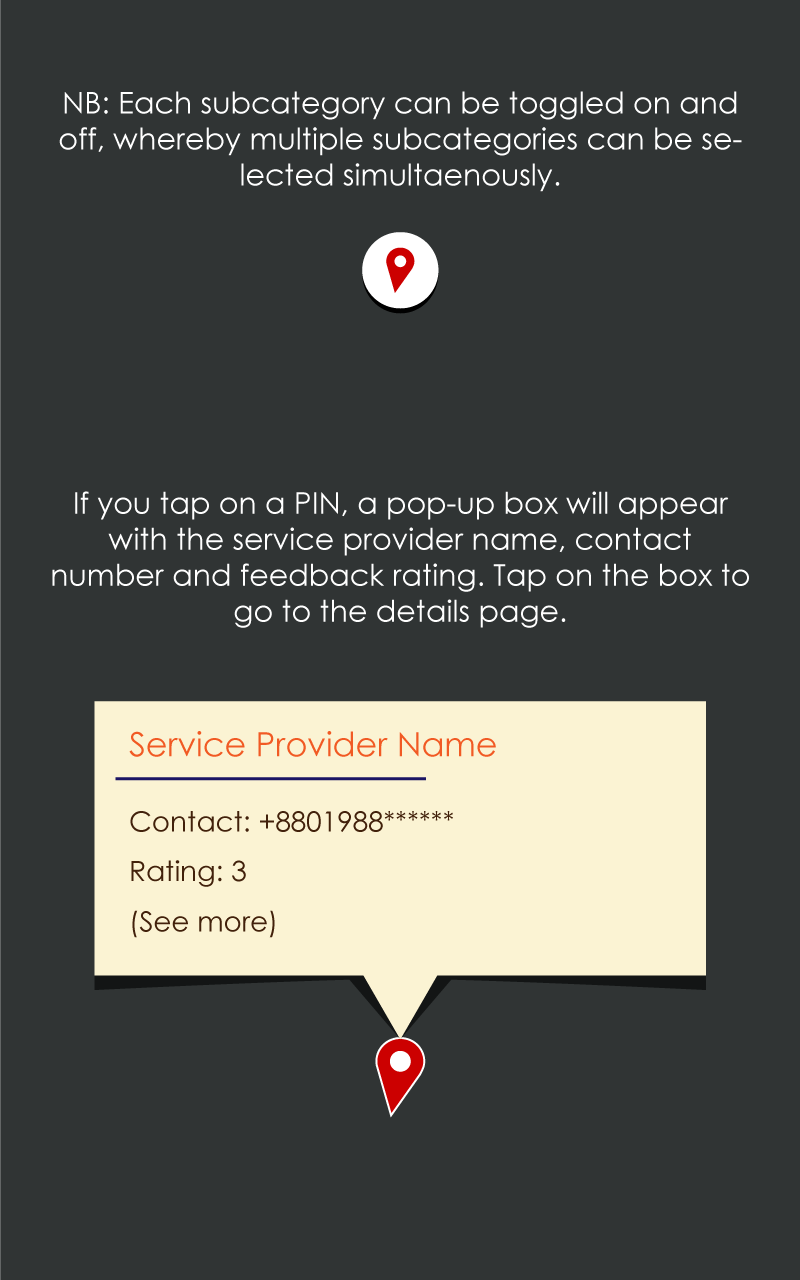 NB: Each subcategory can be toggled on and
off, whereby multiple subcategories can be se-
lected simultaenously.
If you tap on a PIN, a pop-up box will appear
with the service provider name, contact
number and feedback rating. Tap on the box to
go to the details page.
Service Provider Name
Contact: +8801988******
Rating: 3
(See more)